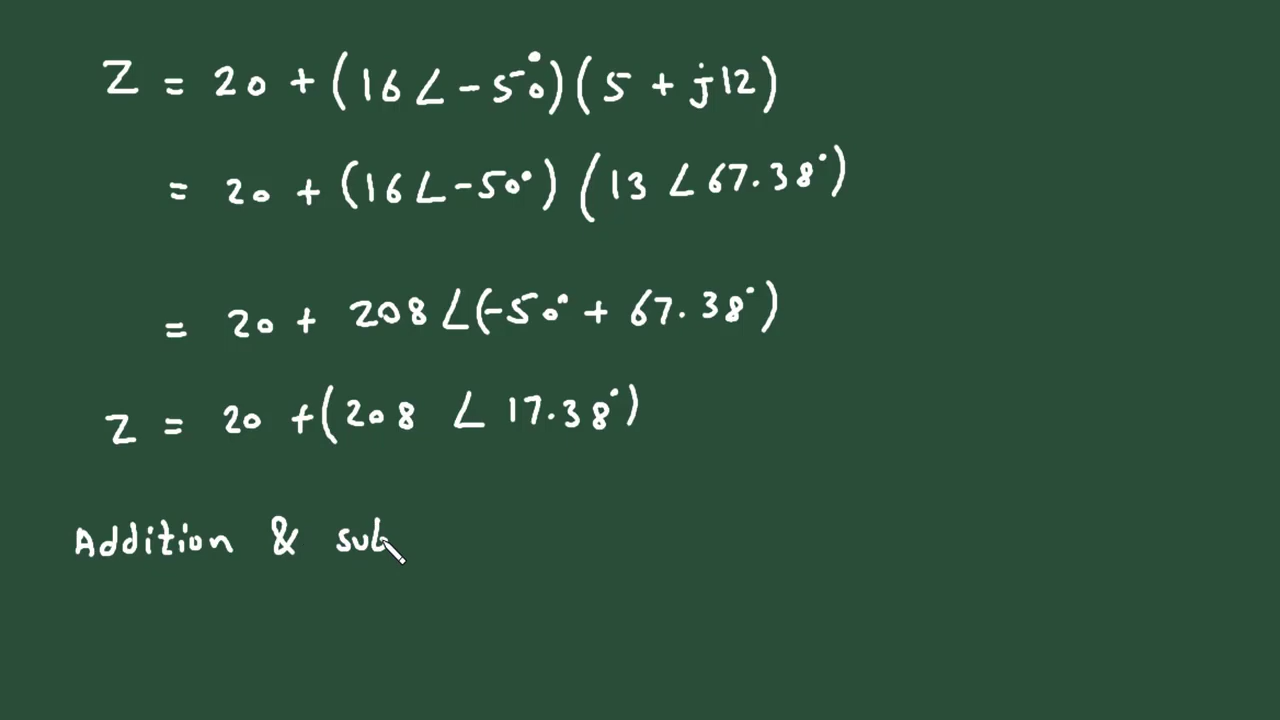 Z = 20 + (16 ∠ -50°)(5 + j12)
= 20 + (16 ∠ -50°) (13 ∠ 67.38°)
= 20 + 208 ∠(-50° + 67.38°)
Z = 20 + (208 ∠ 17.38°)
Addition & sub